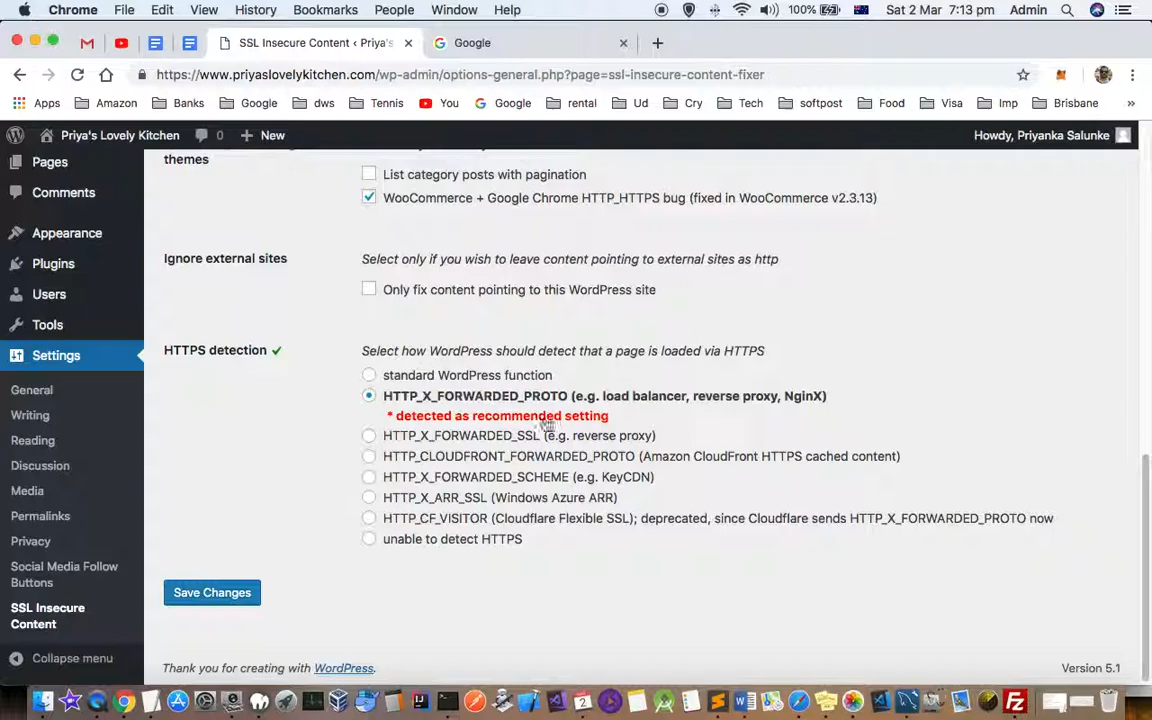 Chrome File Edit View History Bookmarks People Window Help 100% Sat 2 Mar 7:13 pm Admin
SSL Insecure Content ‹ Priya's Google
https://www.priyaslovelykitchen.com/wp-admin/options-general.php?page=ssl-insecure-content-fixer
Apps Amazon Banks Google dws Tennis You Google rental Ud Cry Tech softpost Food Visa Imp Brisbane »
Priya's Lovely Kitchen 0 + New Howdy, Priyanka Salunke
Pages
Comments
Appearance
Plugins
Users
Tools
Settings
General
Writing
Reading
Discussion
Media
Permalinks
Privacy
Social Media Follow
Buttons
SSL Insecure
Content
Collapse menu
themes
List category posts with pagination
WooCommerce + Google Chrome HTTP_HTTPS bug (fixed in WooCommerce v2.3.13)
Ignore external sites
Select only if you wish to leave content pointing to external sites as http
Only fix content pointing to this WordPress site
HTTPS detection ✓
Select how WordPress should detect that a page is loaded via HTTPS
standard WordPress function
HTTP_X_FORWARDED_PROTO (e.g. load balancer, reverse proxy, NginX)
* detected as recommended setting
HTTP_X_FORWARDED_SSL (e.g. reverse proxy)
HTTP_CLOUDFRONT_FORWARDED_PROTO (Amazon CloudFront HTTPS cached content)
HTTP_X_FORWARDED_SCHEME (e.g. KeyCDN)
HTTP_X_ARR_SSL (Windows Azure ARR)
HTTP_CF_VISITOR (Cloudflare Flexible SSL); deprecated, since Cloudflare sends HTTP_X_FORWARDED_PROTO now
unable to detect HTTPS
Save Changes
Thank you for creating with WordPress. Version 5.1